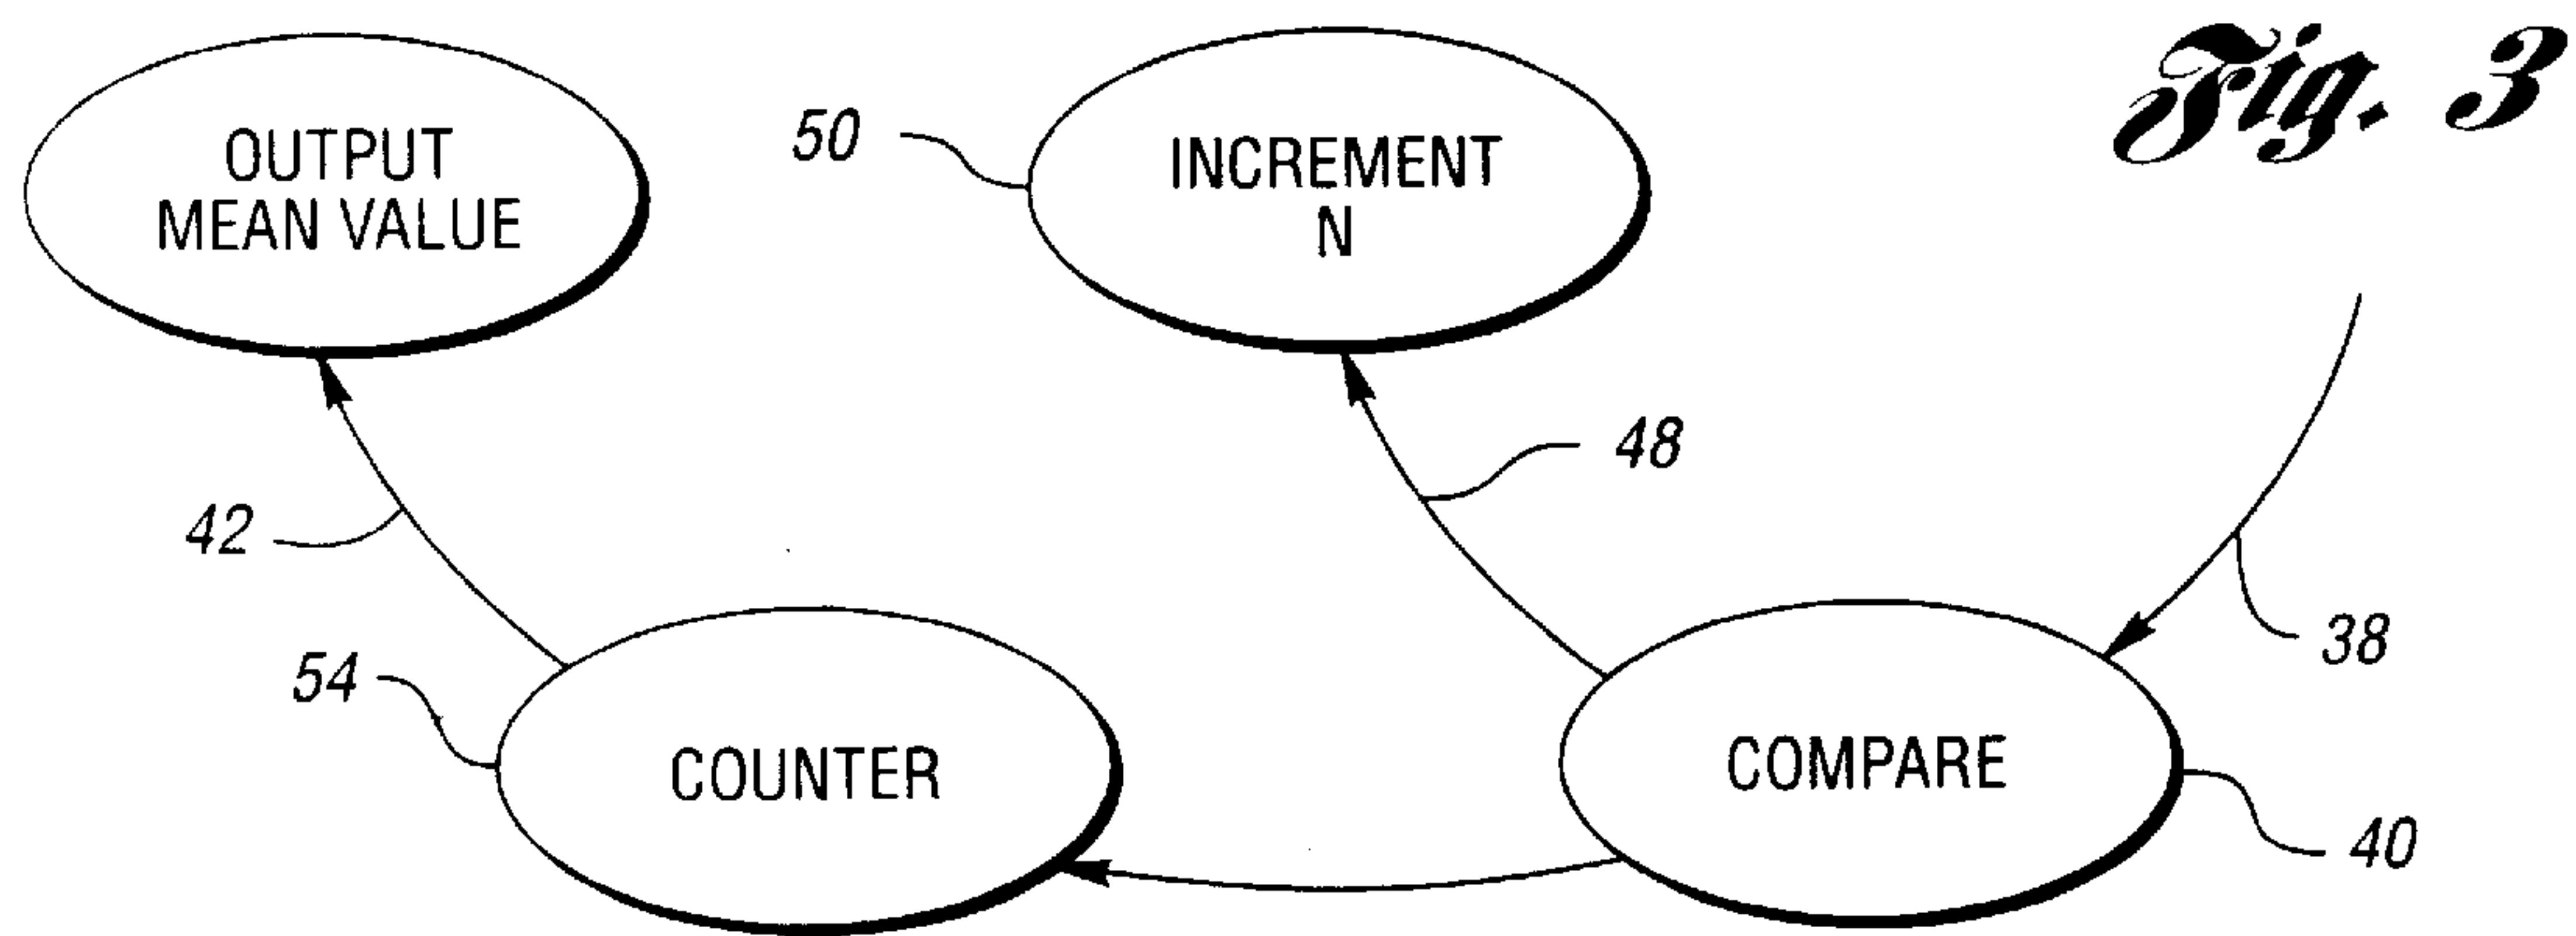 Fig. 3
OUTPUT
MEAN VALUE
50
INCREMENT
N
48
42
38
54
COUNTER
COMPARE
40